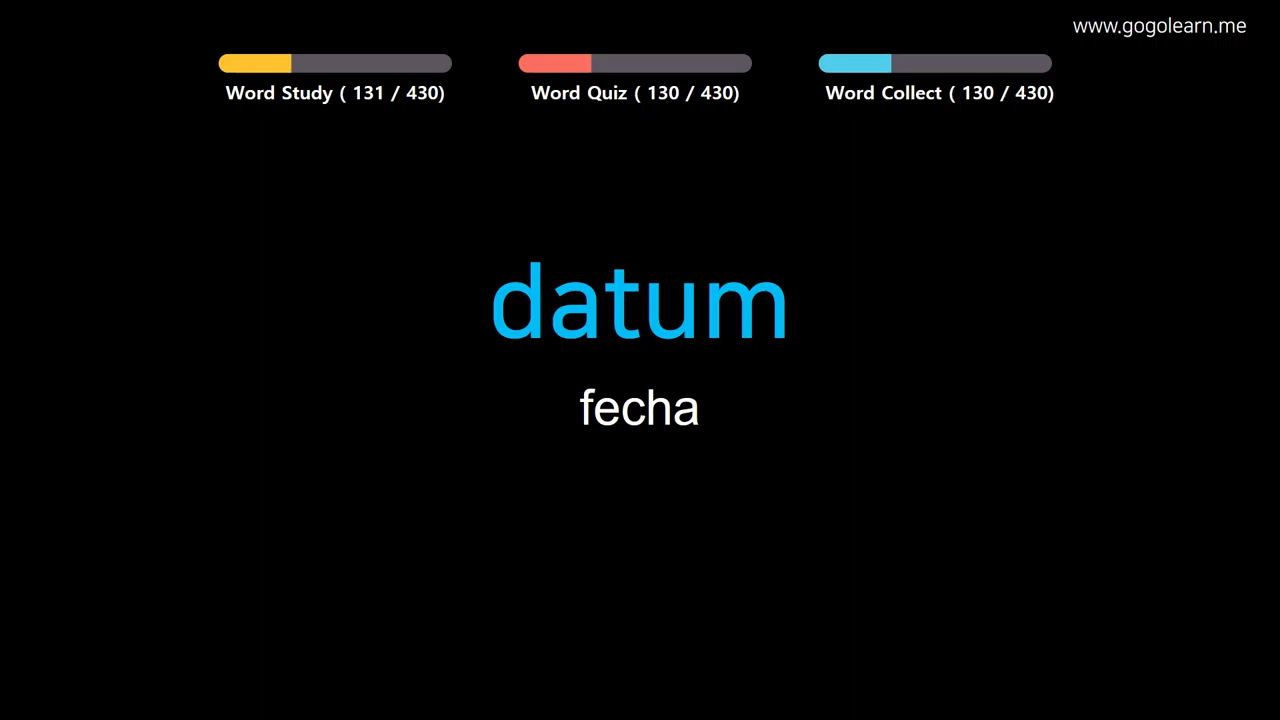 www.gogolearn.me
Word Study ( 131 / 430)
Word Quiz ( 130 / 430)
Word Collect ( 130 / 430)
datum
fecha